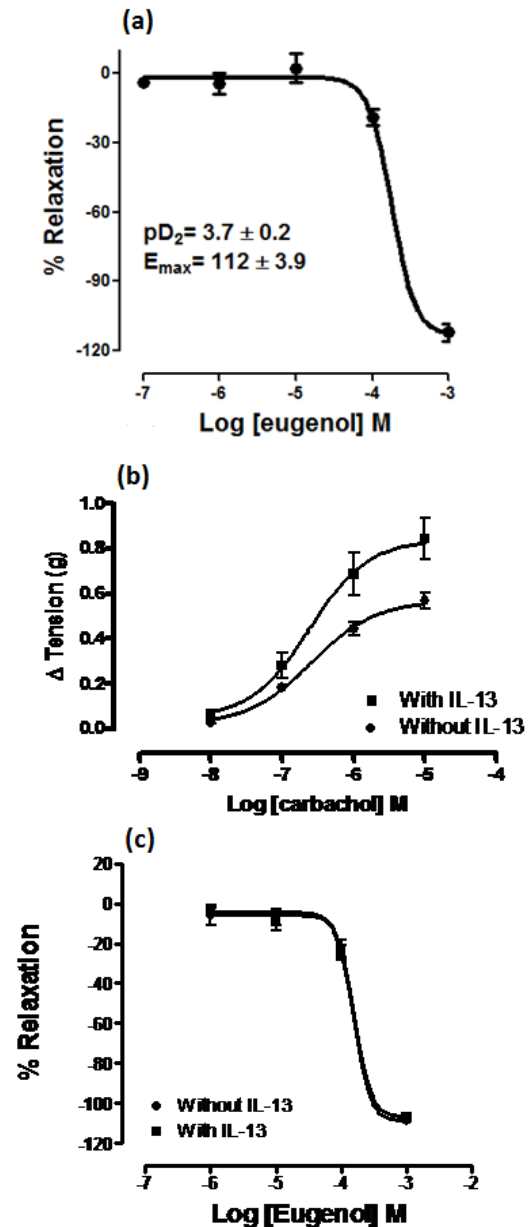 (a)
% Relaxation
0
-30
-60
-90
-120
pD₂= 3.7 ± 0.2
Eₘₐₓ= 112 ± 3.9
-7 -6 -5 -4 -3
Log [eugenol] M
(b)
Δ Tension (g)
1.0
0.8
0.6
0.4
0.2
0.0
With IL-13
Without IL-13
-9 -8 -7 -6 -5 -4
Log [carbachol] M
(c)
% Relaxation
20
0
-20
-40
-60
-80
-100
-120
Without IL-13
With IL-13
-7 -6 -5 -4 -3 -2
Log [Eugenol] M